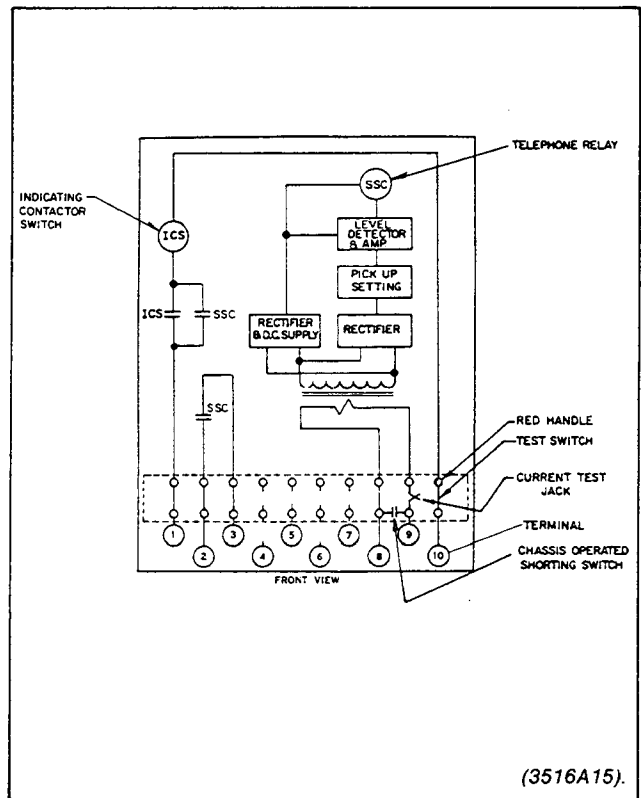 TELEPHONE RELAY
SSC
INDICATING
CONTACTOR
SWITCH
ICS
LEVEL
DETECTOR
& AMP.
PICK UP
SETTING
ICS
SSC
RECTIFIER
& D.C. SUPPLY
RECTIFIER
SSC
RED HANDLE
TEST SWITCH
CURRENT TEST
JACK
1
2
3
4
5
6
7
8
9
10
TERMINAL
CHASSIS OPERATED
SHORTING SWITCH
FRONT VIEW
(3516A15).